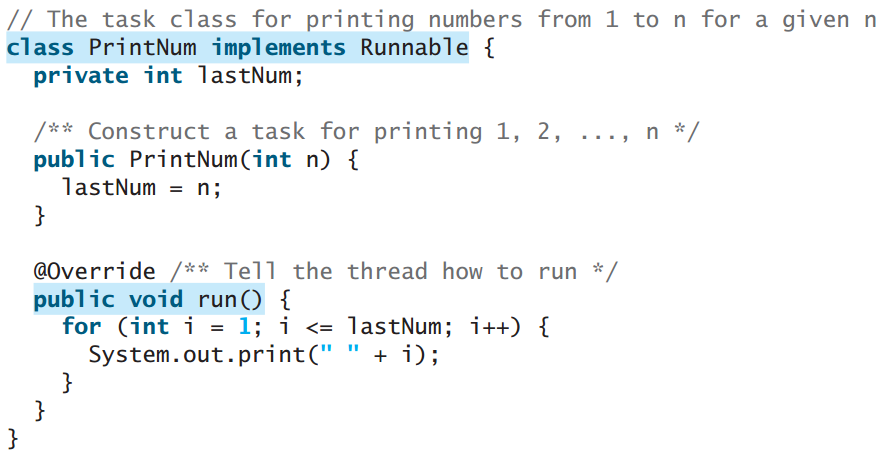 // The task class for printing numbers from 1 to n for a given n
class PrintNum implements Runnable {
  private int lastNum;

  /** Construct a task for printing 1, 2, ..., n */
  public PrintNum(int n) {
    lastNum = n;
  }

  @Override /** Tell the thread how to run */
  public void run() {
    for (int i = 1; i <= lastNum; i++) {
      System.out.print(" " + i);
    }
  }
}